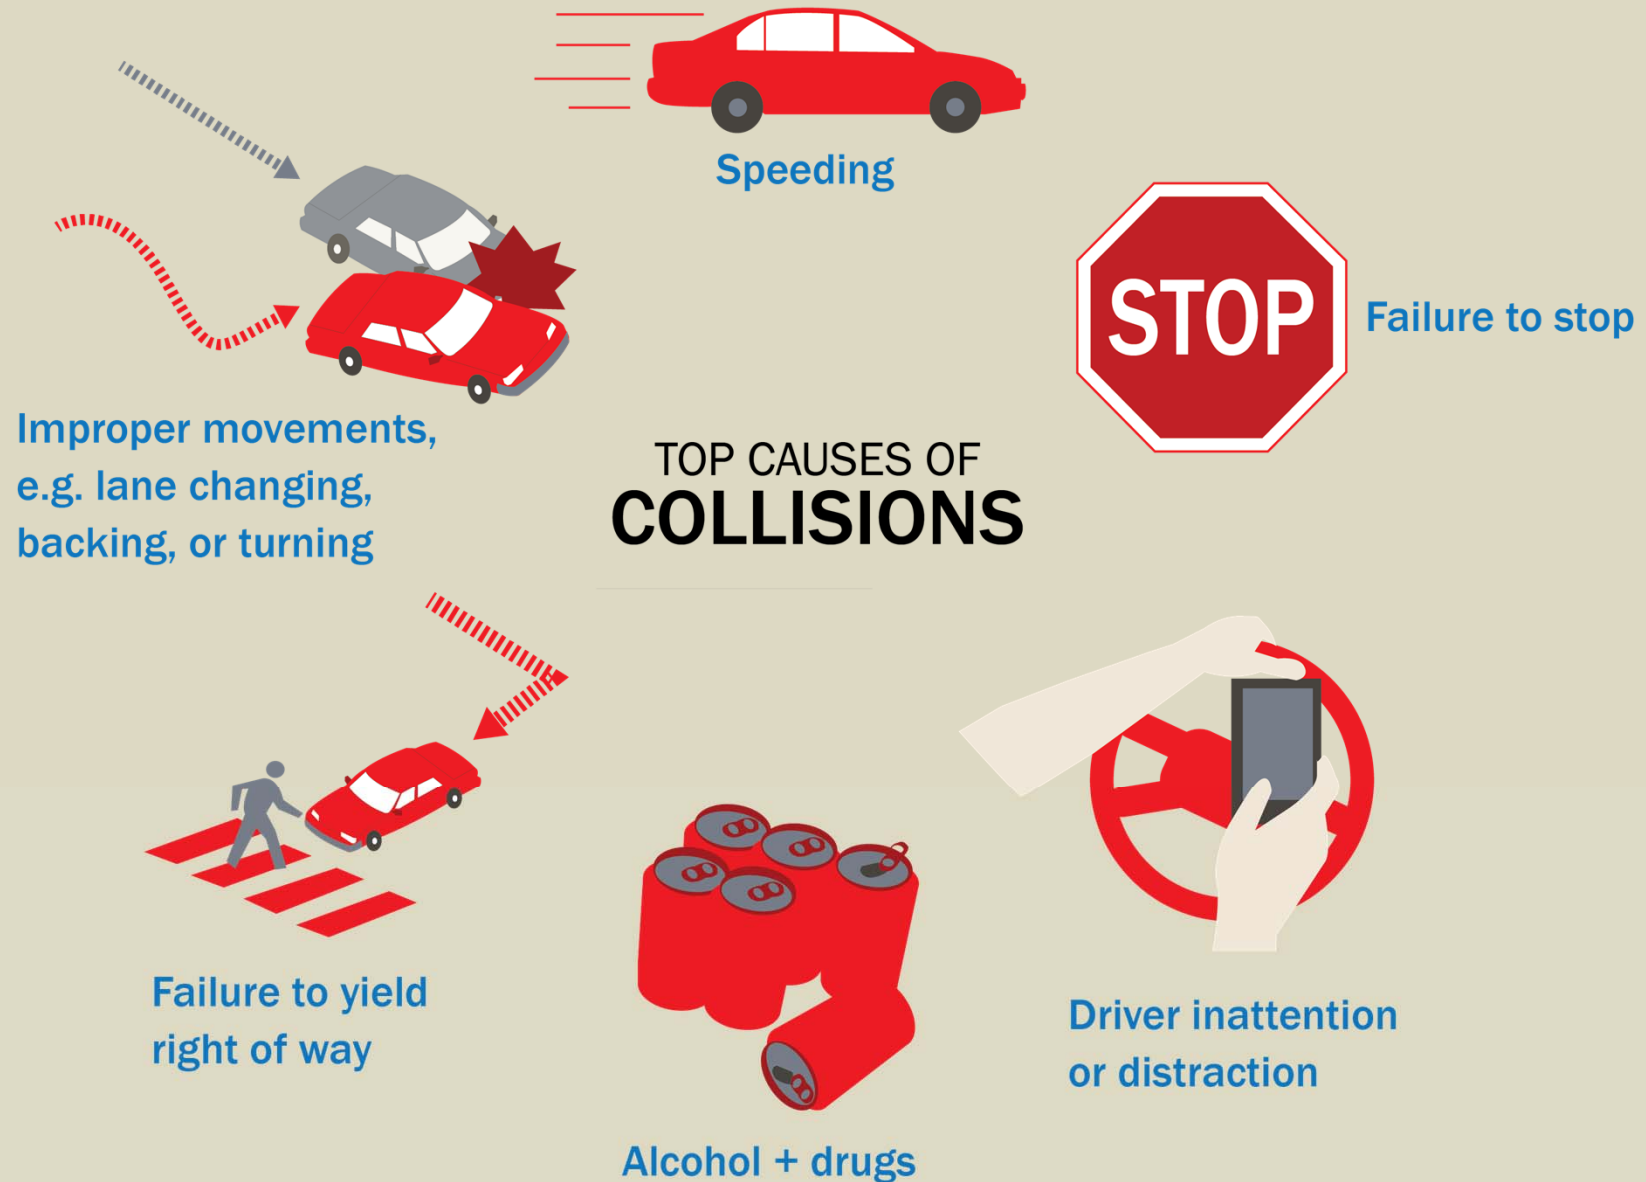 Speeding
STOP
Failure to stop
Improper movements,
e.g. lane changing,
backing, or turning
TOP CAUSES OF
COLLISIONS
Failure to yield
right of way
Driver inattention
or distraction
Alcohol + drugs